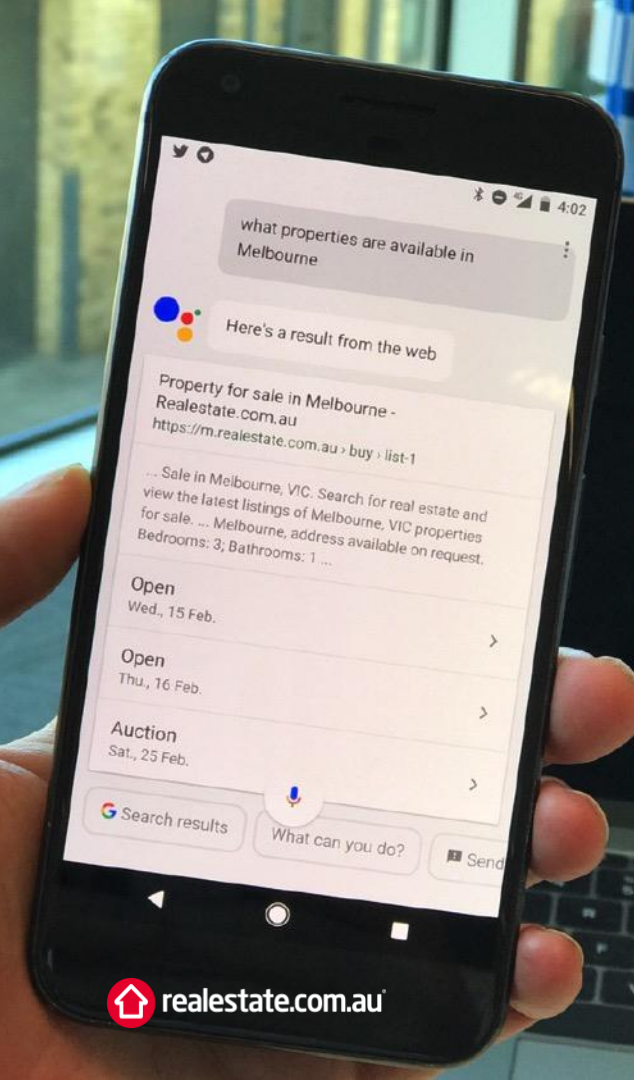 4G 4:02
what properties are available in
Melbourne
Here's a result from the web
Property for sale in Melbourne -
Realestate.com.au
https://m.realestate.com.au › buy › list-1
... Sale in Melbourne, VIC. Search for real estate and
view the latest listings of Melbourne, VIC properties
for sale. ... Melbourne, address available on request.
Bedrooms: 3; Bathrooms: 1 ...
Open
Wed., 15 Feb.
Open
Thu., 16 Feb.
Auction
Sat., 25 Feb.
G Search results
What can you do?
Send
realestate.com.au